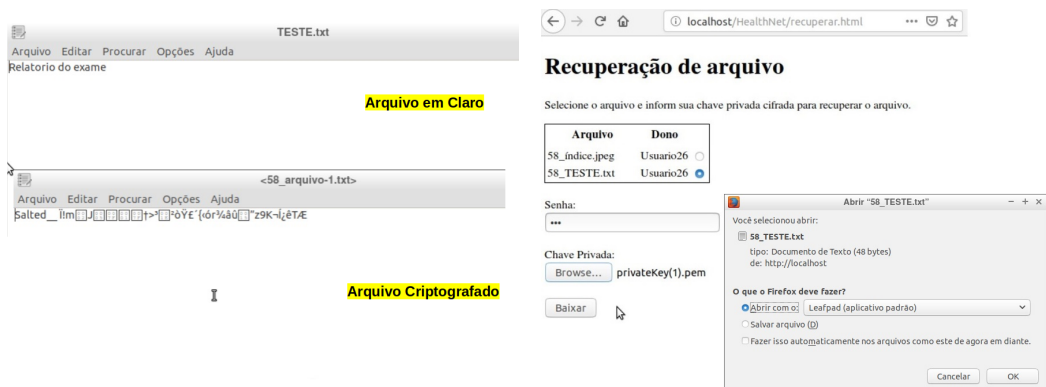 TESTE.txt
Arquivo Editar Procurar Opções Ajuda
Relatorio do exame
Arquivo em Claro
<58_arquivo-1.txt>
Arquivo Editar Procurar Opções Ajuda
Salted__
Arquivo Criptografado
localhost/HealthNet/recuperar.html
Recuperação de arquivo
Selecione o arquivo e inform sua chave privada cifrada para recuperar o arquivo.
Arquivo Dono
58_índice.jpeg Usuario26
58_TESTE.txt Usuario26
Senha:
•••
Chave Privada:
Browse... privateKey(1).pem
Baixar
Abrir "58_TESTE.txt"
Você selecionou abrir:
58_TESTE.txt
tipo: Documento de Texto (48 bytes)
de: http://localhost
O que o Firefox deve fazer?
Abrir com o: Leafpad (aplicativo padrão)
Salvar arquivo (D)
Fazer isso automaticamente nos arquivos como este de agora em diante.
Cancelar OK